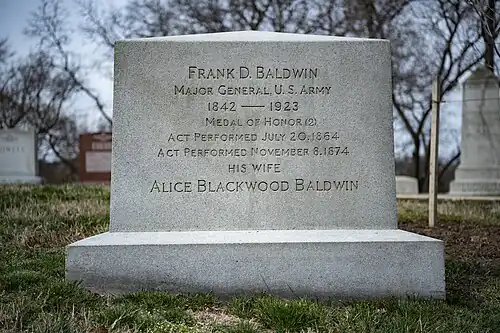 Frank D. Baldwin
Major General, U.S. Army
1842 — 1923
Medal of Honor (2)
Act Performed July 20, 1864
Act Performed November 8, 1874
his wife
Alice Blackwood Baldwin